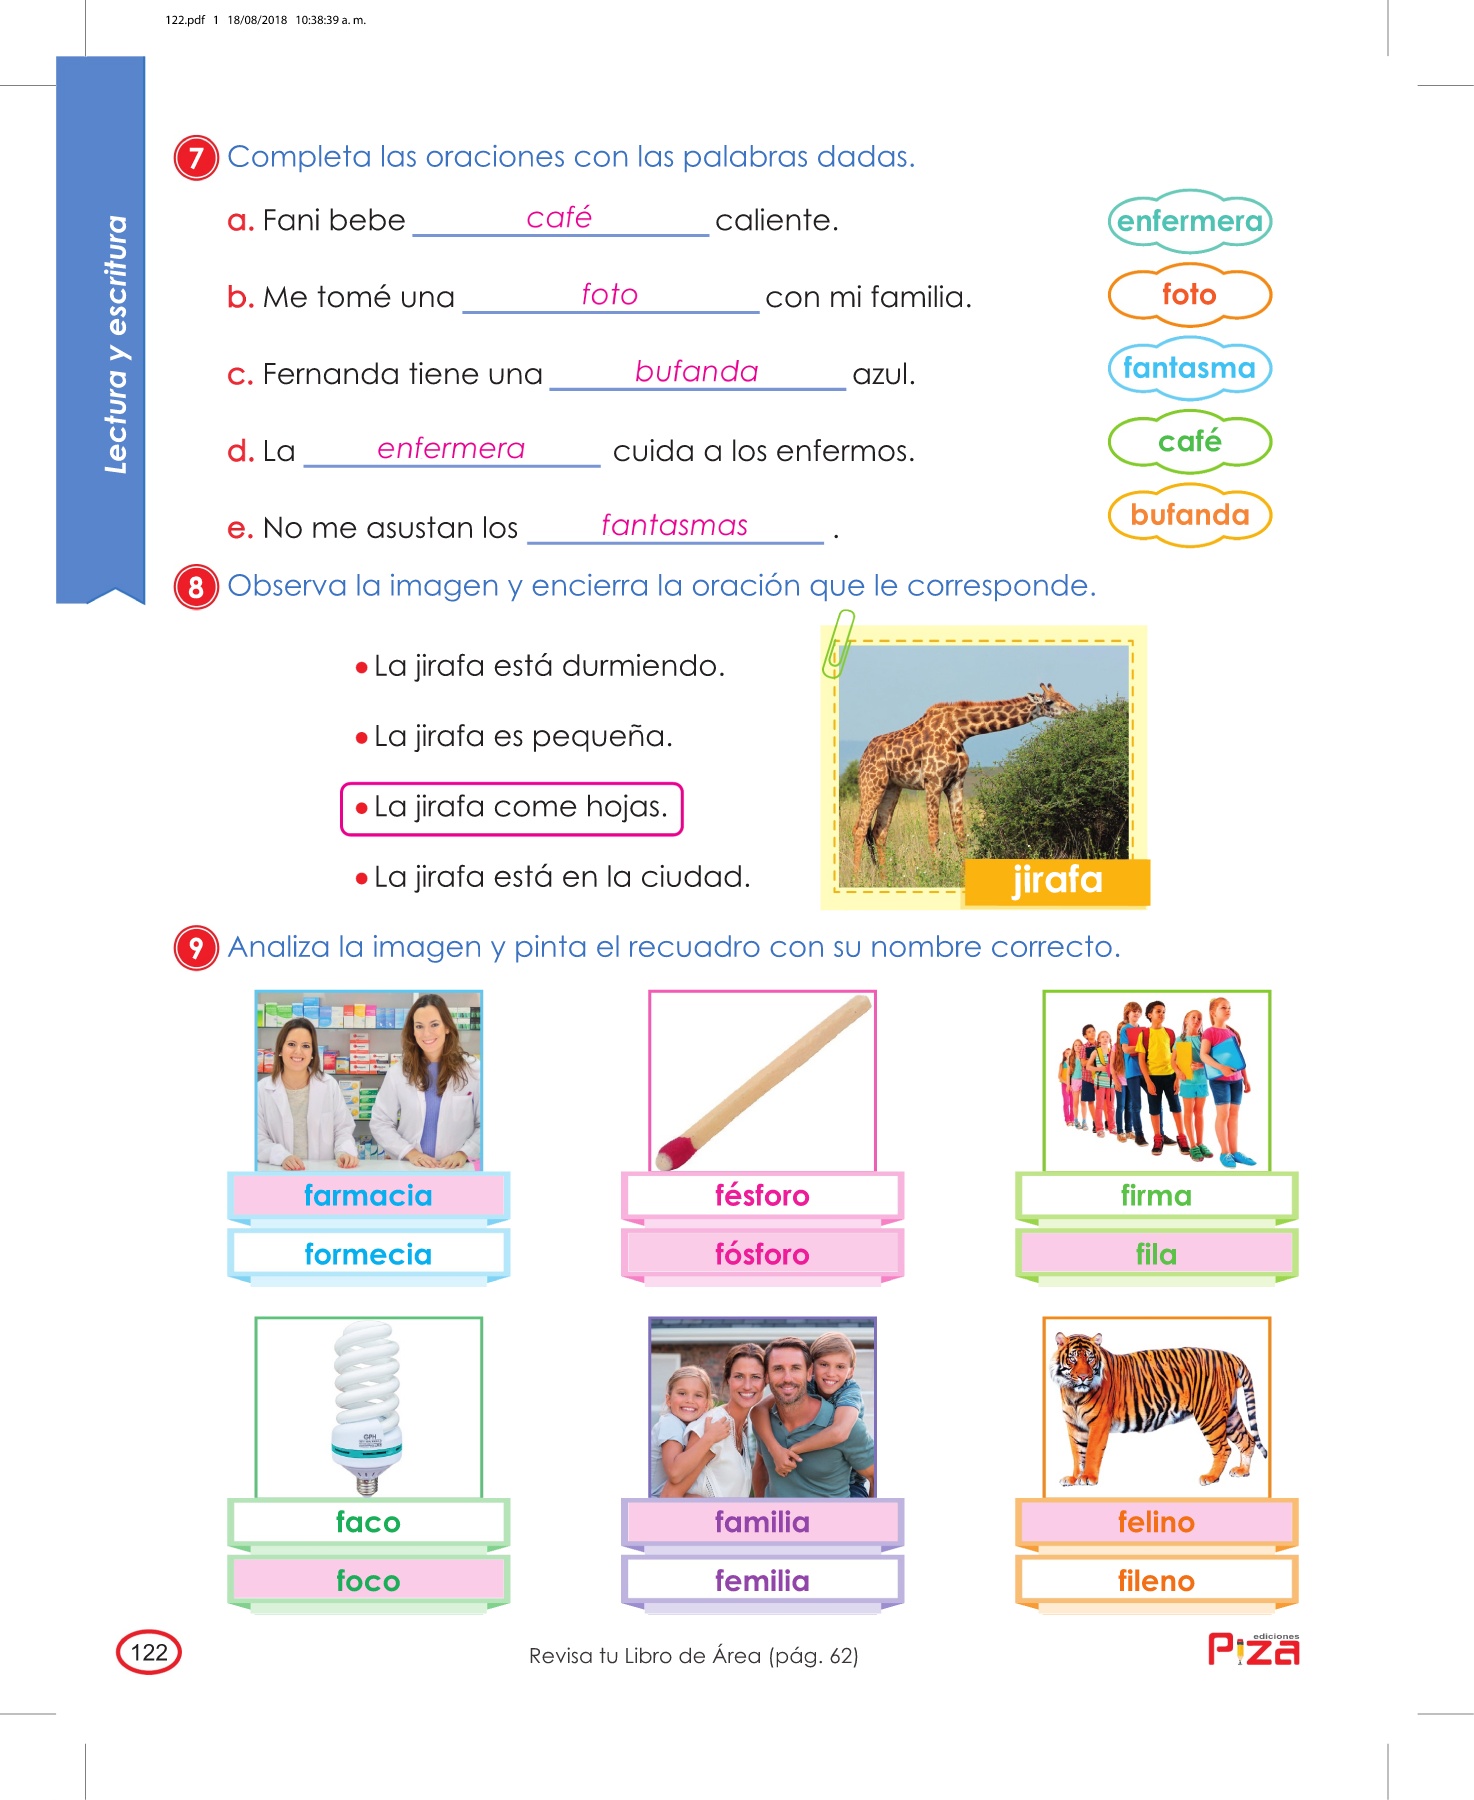 122.pdf 1 18/08/2018 10:38:39 a. m.
Lectura y escritura
7 Completa las oraciones con las palabras dadas.
a. Fani bebe café caliente.
b. Me tomé una foto con mi familia.
c. Fernanda tiene una bufanda azul.
d. La enfermera cuida a los enfermos.
e. No me asustan los fantasmas .
enfermera
foto
fantasma
café
bufanda
8 Observa la imagen y encierra la oración que le corresponde.
• La jirafa está durmiendo.
• La jirafa es pequeña.
• La jirafa come hojas.
• La jirafa está en la ciudad.
jirafa
9 Analiza la imagen y pinta el recuadro con su nombre correcto.
farmacia
formecia
fésforo
fósforo
firma
fila
GPH
faco
foco
familia
femilia
felino
fileno
122
Revisa tu Libro de Área (pág. 62)
ediciones
Piza